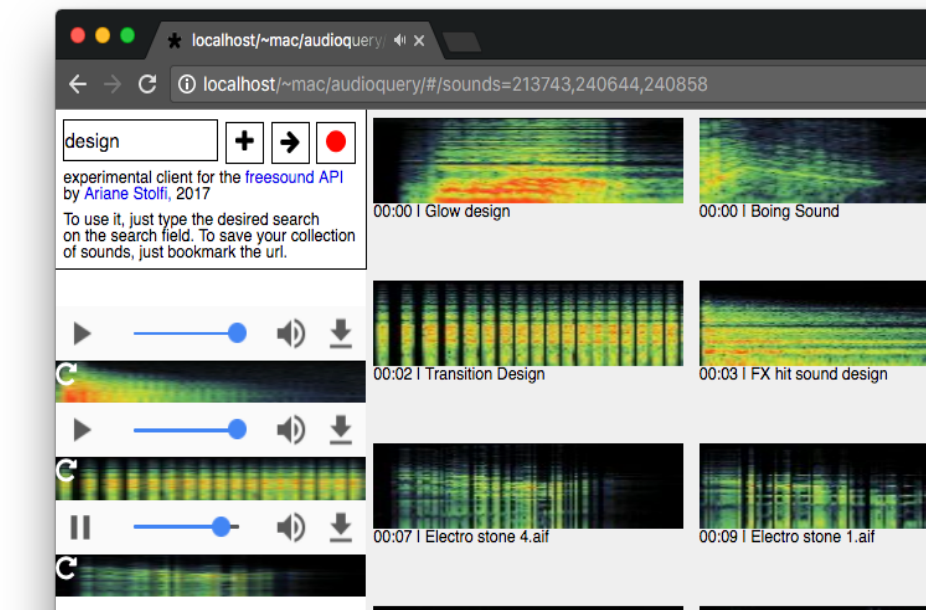 localhost/~mac/audioquery/
localhost/~mac/audioquery/#/sounds=213743,240644,240858
design
experimental client for the freesound API
by Ariane Stolfi, 2017
To use it, just type the desired search
on the search field. To save your collection
of sounds, just bookmark the url.
00:00 | Glow design
00:00 | Boing Sound
00:02 | Transition Design
00:03 | FX hit sound design
00:07 | Electro stone 4.aif
00:09 | Electro stone 1.aif